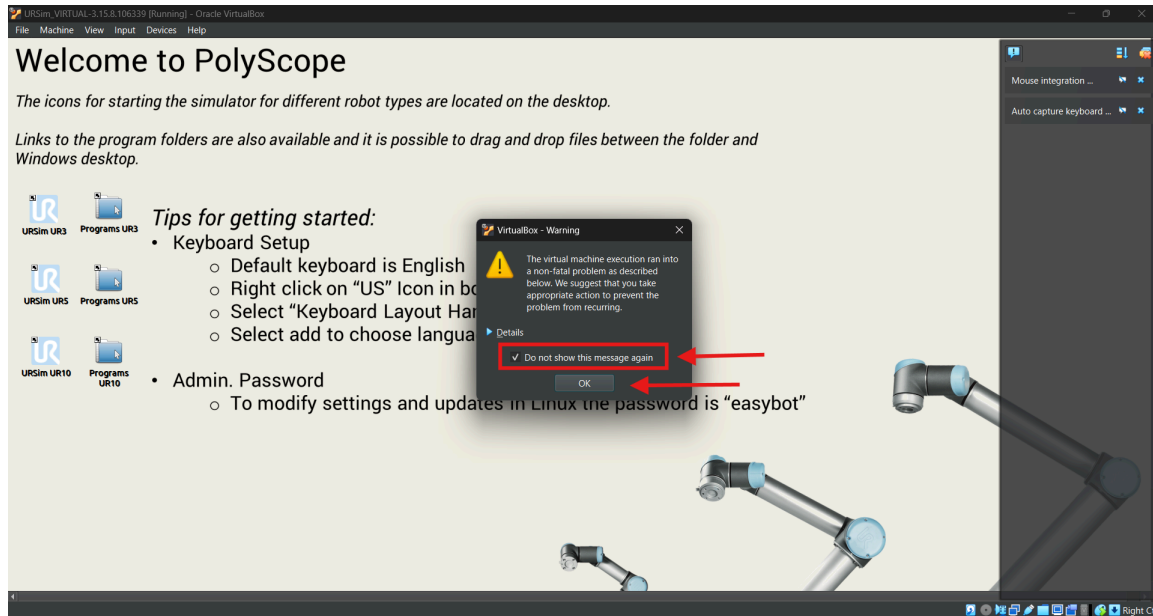 URSim_VIRTUAL-3.15.8.106339 [Running] - Oracle VirtualBox
File Machine View Input Devices Help
Welcome to PolyScope
The icons for starting the simulator for different robot types are located on the desktop.
Links to the program folders are also available and it is possible to drag and drop files between the folder and
Windows desktop.
Mouse integration ...
Auto capture keyboard ...
UR
URSim UR3
Programs UR3
UR
URSim UR5
Programs UR5
UR
URSim UR10
Programs
UR10
Tips for getting started:
• Keyboard Setup
○ Default keyboard is English
○ Right click on “US” Icon in bo
○ Select “Keyboard Layout Han
○ Select add to choose langua
• Admin. Password
○ To modify settings and updates in Linux the password is “easybot”
VirtualBox - Warning
The virtual machine execution ran into
a non-fatal problem as described
below. We suggest that you take
appropriate action to prevent the
problem from recurring.
Details
Do not show this message again
OK
Right C